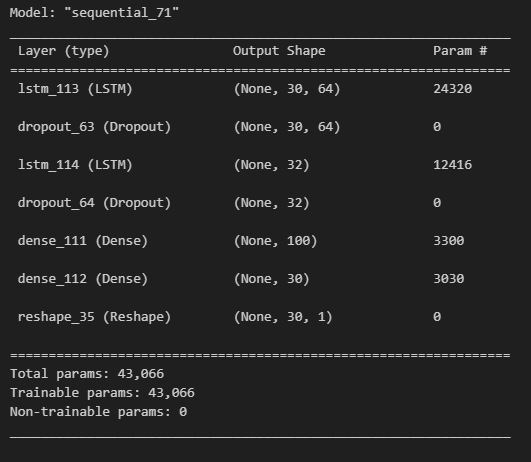 Model: "sequential_71"
_________________________________________________________________
Layer (type)                Output Shape              Param #
=================================================================
lstm_113 (LSTM)             (None, 30, 64)            24320
dropout_63 (Dropout)        (None, 30, 64)            0
lstm_114 (LSTM)             (None, 32)                12416
dropout_64 (Dropout)        (None, 32)                0
dense_111 (Dense)           (None, 100)               3300
dense_112 (Dense)           (None, 30)                3030
reshape_35 (Reshape)        (None, 30, 1)             0
=================================================================
Total params: 43,066
Trainable params: 43,066
Non-trainable params: 0
_________________________________________________________________